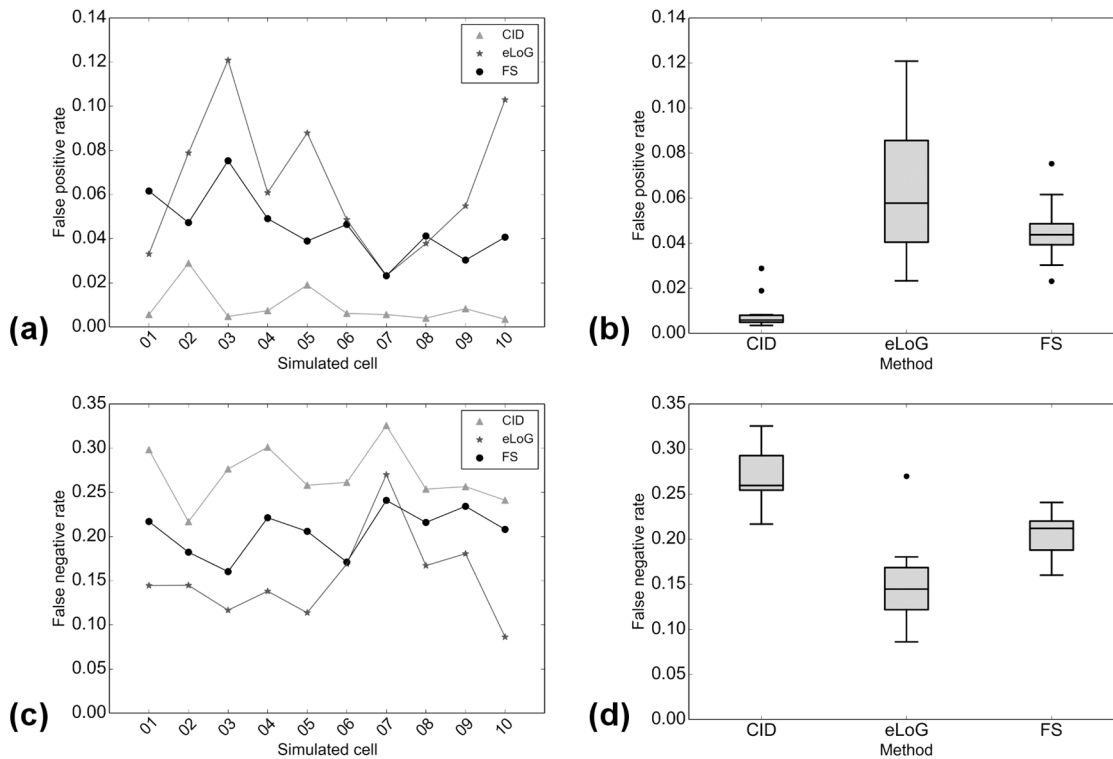 0.14
0.12
0.10
0.08
0.06
0.04
0.02
0.00
False positive rate
CID
eLoG
FS
01 02 03 04 05 06 07 08 09 10
Simulated cell
(a)
0.14
0.12
0.10
0.08
0.06
0.04
0.02
0.00
False positive rate
CID eLoG FS
Method
(b)
0.35
0.30
0.25
0.20
0.15
0.10
0.05
0.00
False negative rate
CID
eLoG
FS
01 02 03 04 05 06 07 08 09 10
Simulated cell
(c)
0.35
0.30
0.25
0.20
0.15
0.10
0.05
0.00
False negative rate
CID eLoG FS
Method
(d)